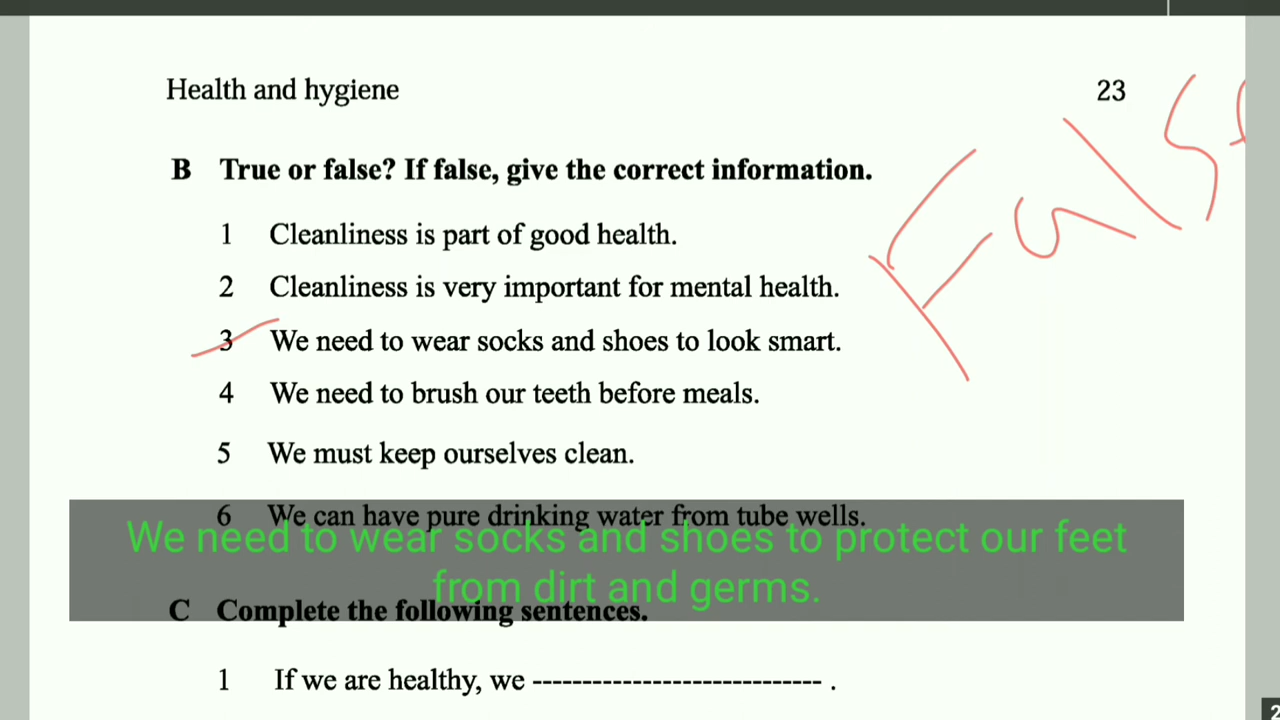 Health and hygiene 23
B True or false? If false, give the correct information.
1 Cleanliness is part of good health.
2 Cleanliness is very important for mental health.
3 We need to wear socks and shoes to look smart.
False
4 We need to brush our teeth before meals.
5 We must keep ourselves clean.
6 We can have pure drinking water from tube wells.
We need to wear socks and shoes to protect our feet
from dirt and germs.
C Complete the following sentences.
1 If we are healthy, we ----------------------------- .
2